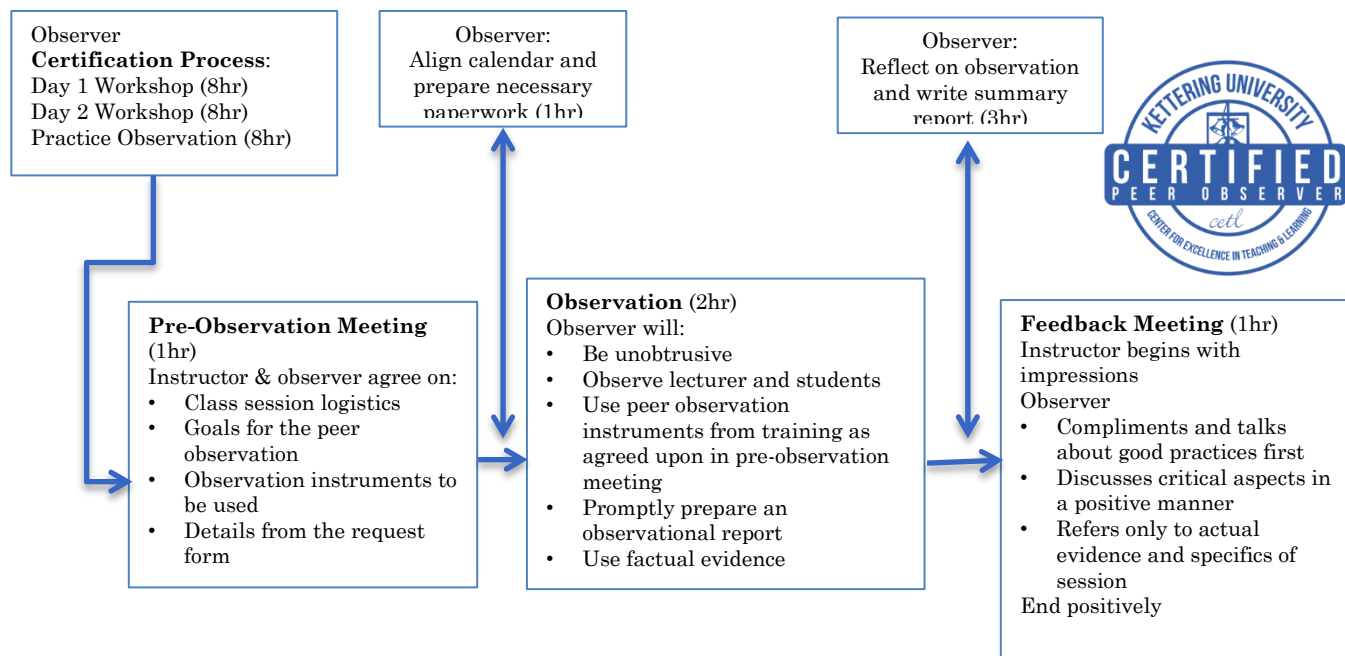 Observer
Certification Process:
Day 1 Workshop (8hr)
Day 2 Workshop (8hr)
Practice Observation (8hr)
Observer:
Align calendar and
prepare necessary
paperwork (1hr)
Observer:
Reflect on observation
and write summary
report (3hr)
KETTERING UNIVERSITY
CERTIFIED
PEER OBSERVER
cetl
CENTER FOR EXCELLENCE IN TEACHING & LEARNING
Pre-Observation Meeting
(1hr)
Instructor & observer agree on:
• Class session logistics
• Goals for the peer
observation
• Observation instruments to
be used
• Details from the request
form
Observation (2hr)
Observer will:
• Be unobtrusive
• Observe lecturer and students
• Use peer observation
instruments from training as
agreed upon in pre-observation
meeting
• Promptly prepare an
observational report
• Use factual evidence
Feedback Meeting (1hr)
Instructor begins with
impressions
Observer
• Compliments and talks
about good practices first
• Discusses critical aspects in
a positive manner
• Refers only to actual
evidence and specifics of
session
End positively